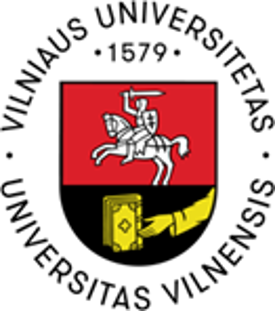 VILNIAUS UNIVERSITETAS
· 1579 ·
UNIVERSITAS VILNENSIS